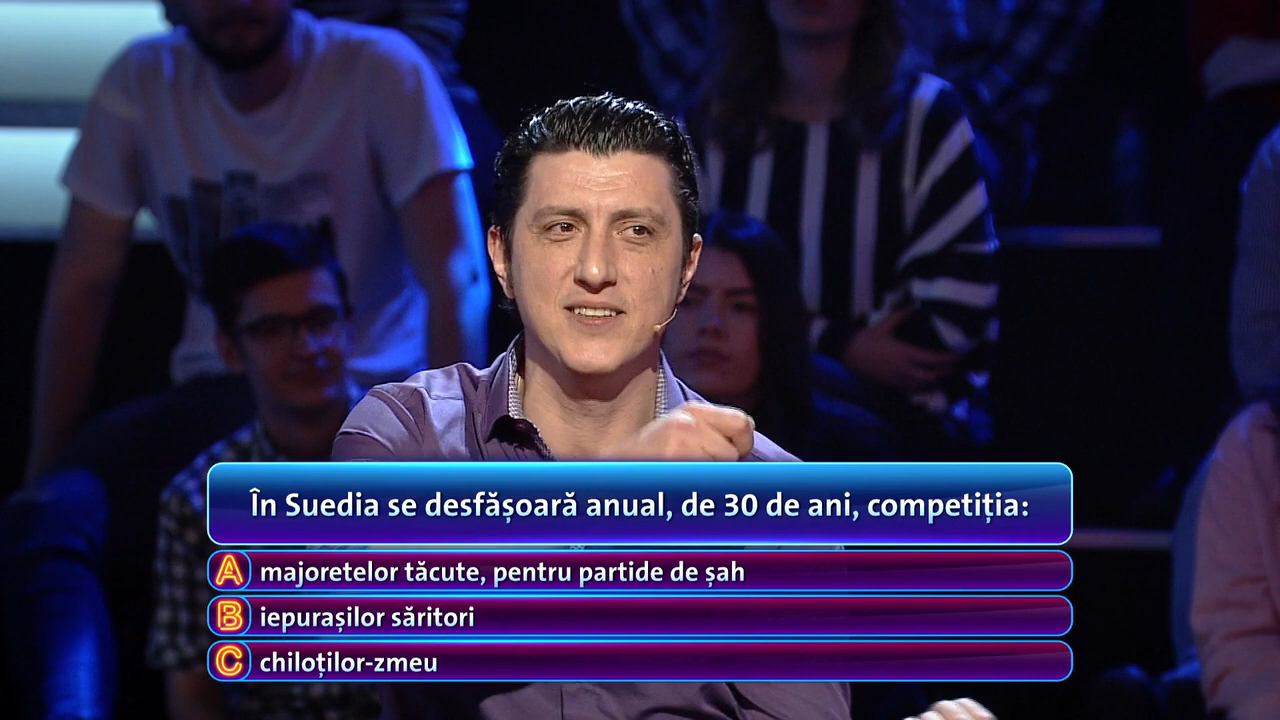 În Suedia se desfășoară anual, de 30 de ani, competiția:
A majoretelor tăcute, pentru partide de șah
B iepurașilor săritori
C chiloților-zmeu